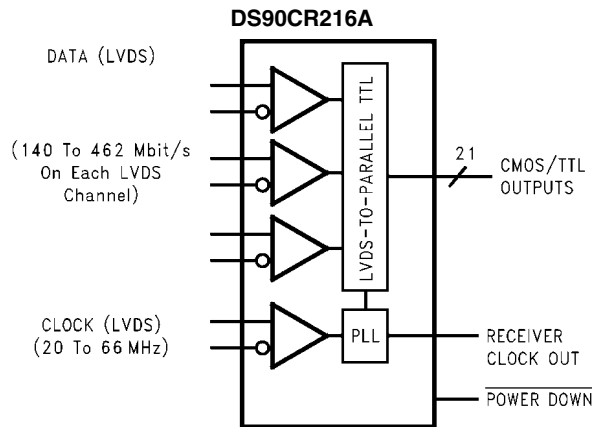 DS90CR216A
DATA (LVDS)
(140 To 462 Mbit/s
On Each LVDS
Channel)
LVDS-TO-PARALLEL TTL
21
CMOS/TTL
OUTPUTS
CLOCK (LVDS)
(20 To 66 MHz)
PLL
RECEIVER
CLOCK OUT
POWER DOWN